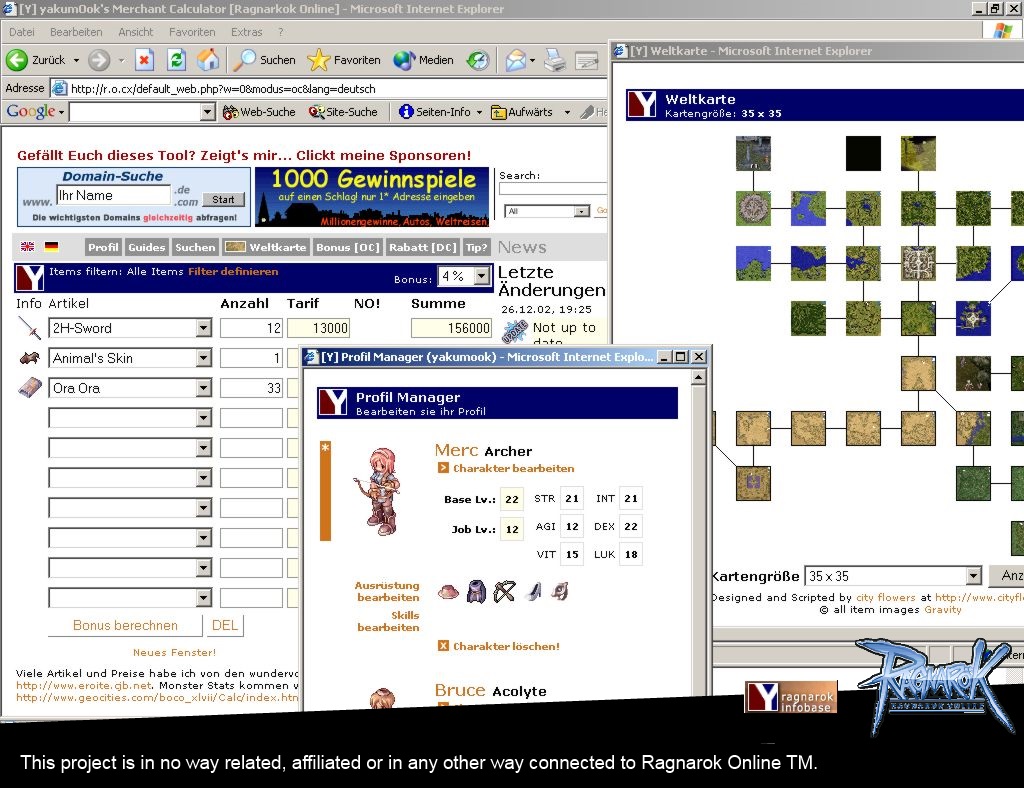 [Y] yakumOok's Merchant Calculator [Ragnarkok Online] - Microsoft Internet Explorer
Datei Bearbeiten Ansicht Favoriten Extras ?
Zurück Suchen Favoriten Medien
Adresse http://r.o.cx/default_web.php?w=0&modus=oc&lang=deutsch
Google Web-Suche Site-Suche Seiten-Info Aufwärts
Gefällt Euch dieses Tool? Zeigt's mir... Clickt meine Sponsoren!
Domain-Suche
www. Ihr Name .de .com Start
Die wichtigsten Domains gleichzeitig abfragen!
1000 Gewinnspiele
auf einen Schlag! nur 1* Adresse eingeben
Millionengewinne, Autos, Weltreisen
Search:
All Go
Profil Guides Suchen Weltkarte Bonus [OC] Rabatt [DC] Tip? News
Y Items filtern: Alle Items Filter definieren
Bonus: 4 %
Letzte
Änderungen
26.12.02, 19:25
Not up to
date
Info Artikel Anzahl Tarif NO! Summe
2H-Sword 12 13000 156000
Animal's Skin 1
Ora Ora 33
Bonus berechnen DEL
Neues Fenster!
Viele Artikel und Preise habe ich von den wundervo
http://www.eroite.gb.net. Monster Stats kommen v
http://www.geocities.com/boco_xlvii/Calc/index.htn
[Y] Profil Manager (yakumook) - Microsoft Internet Explo...
Y Profil Manager
Bearbeiten sie ihr Profil
*
Merc Archer
Charakter bearbeiten
Base Lv.: 22 STR 21 INT 21
Job Lv.: 12 AGI 12 DEX 22
VIT 15 LUK 18
Ausrüstung
bearbeiten
Skills
bearbeiten
Charakter löschen!
Bruce Acolyte
[Y] Weltkarte - Microsoft Internet Explorer
Y Weltkarte
Kartengröße: 35 x 35
Kartengröße 35 x 35 Anz
Designed and Scripted by city flowers at http://www.cityfl
© all item images Gravity
Y ragnarok
infobase
RAGNAROK
RAGNAROK ONLINE
This project is in no way related, affiliated or in any other way connected to Ragnarok Online TM.